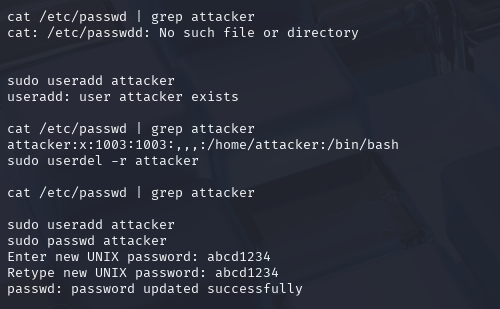 cat /etc/passwd | grep attacker
cat: /etc/passwdd: No such file or directory
sudo useradd attacker
useradd: user attacker exists
cat /etc/passwd | grep attacker
attacker:x:1003:1003:,,,:/home/attacker:/bin/bash
sudo userdel -r attacker
cat /etc/passwd | grep attacker
sudo useradd attacker
sudo passwd attacker
Enter new UNIX password: abcd1234
Retype new UNIX password: abcd1234
passwd: password updated successfully